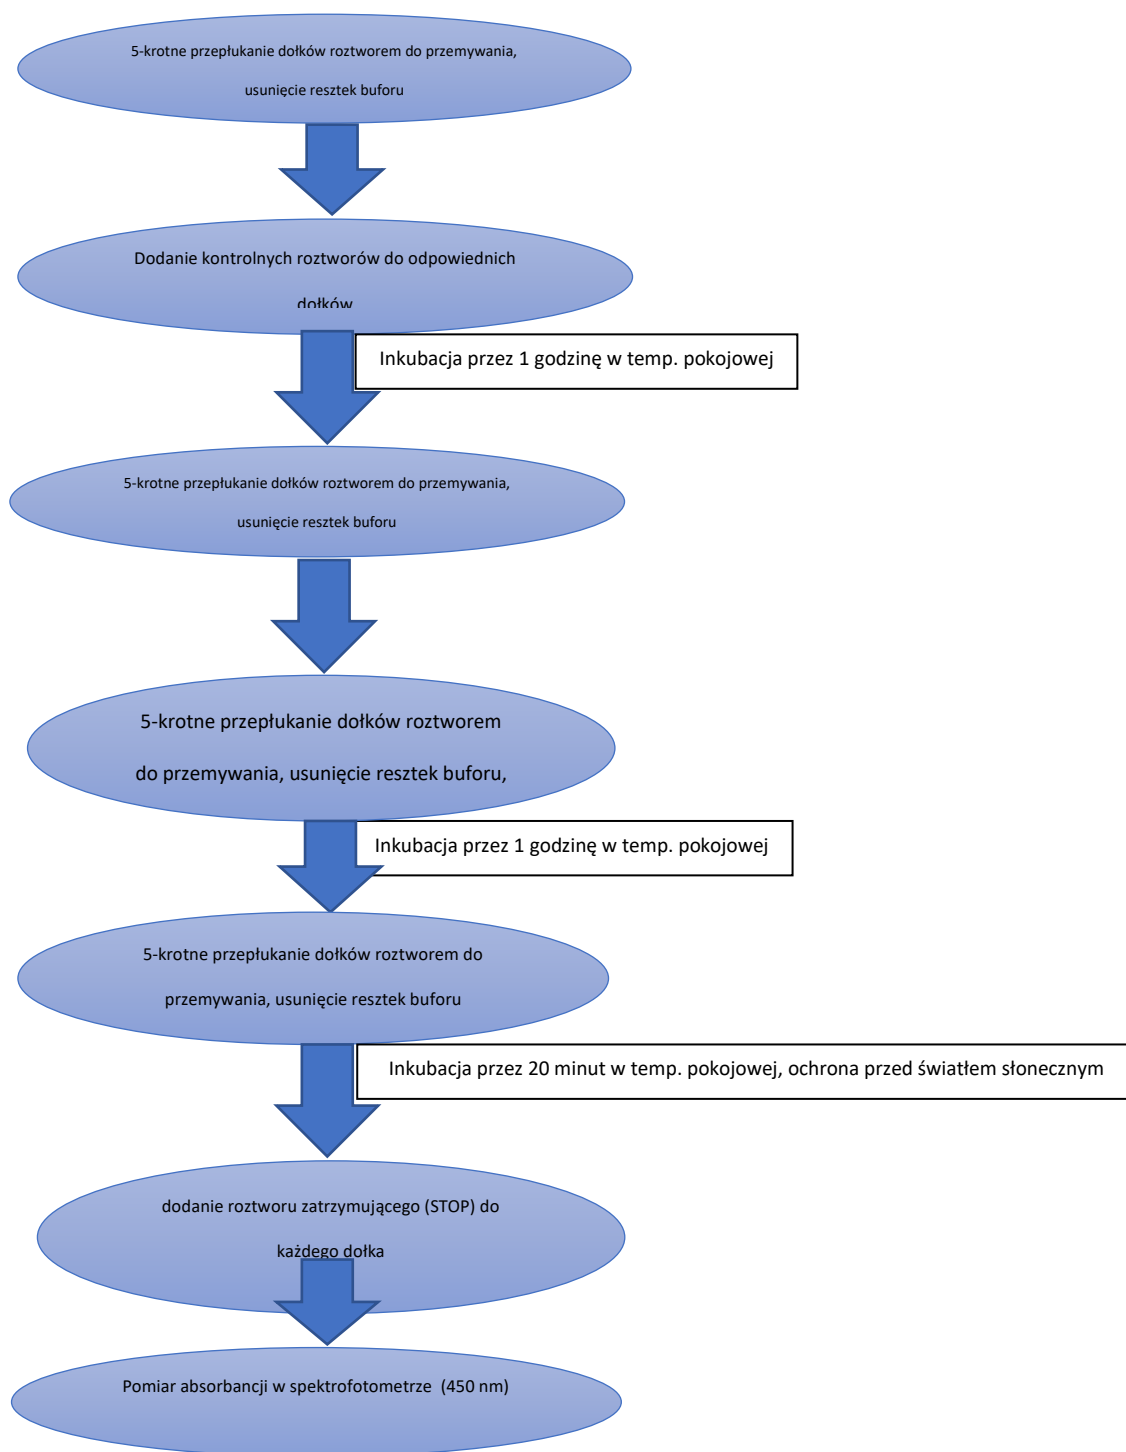 5-krotne przepłukanie dołków roztworem do przemywania,
usunięcie resztek buforu
Dodanie kontrolnych roztworów do odpowiednich
dołków
Inkubacja przez 1 godzinę w temp. pokojowej
5-krotne przepłukanie dołków roztworem do przemywania,
usunięcie resztek buforu
5-krotne przepłukanie dołków roztworem
do przemywania, usunięcie resztek buforu,
Inkubacja przez 1 godzinę w temp. pokojowej
5-krotne przepłukanie dołków roztworem do
przemywania, usunięcie resztek buforu
Inkubacja przez 20 minut w temp. pokojowej, ochrona przed światłem słonecznym
dodanie roztworu zatrzymującego (STOP) do
każdego dołka
Pomiar absorbancji w spektrofotometrze (450 nm)